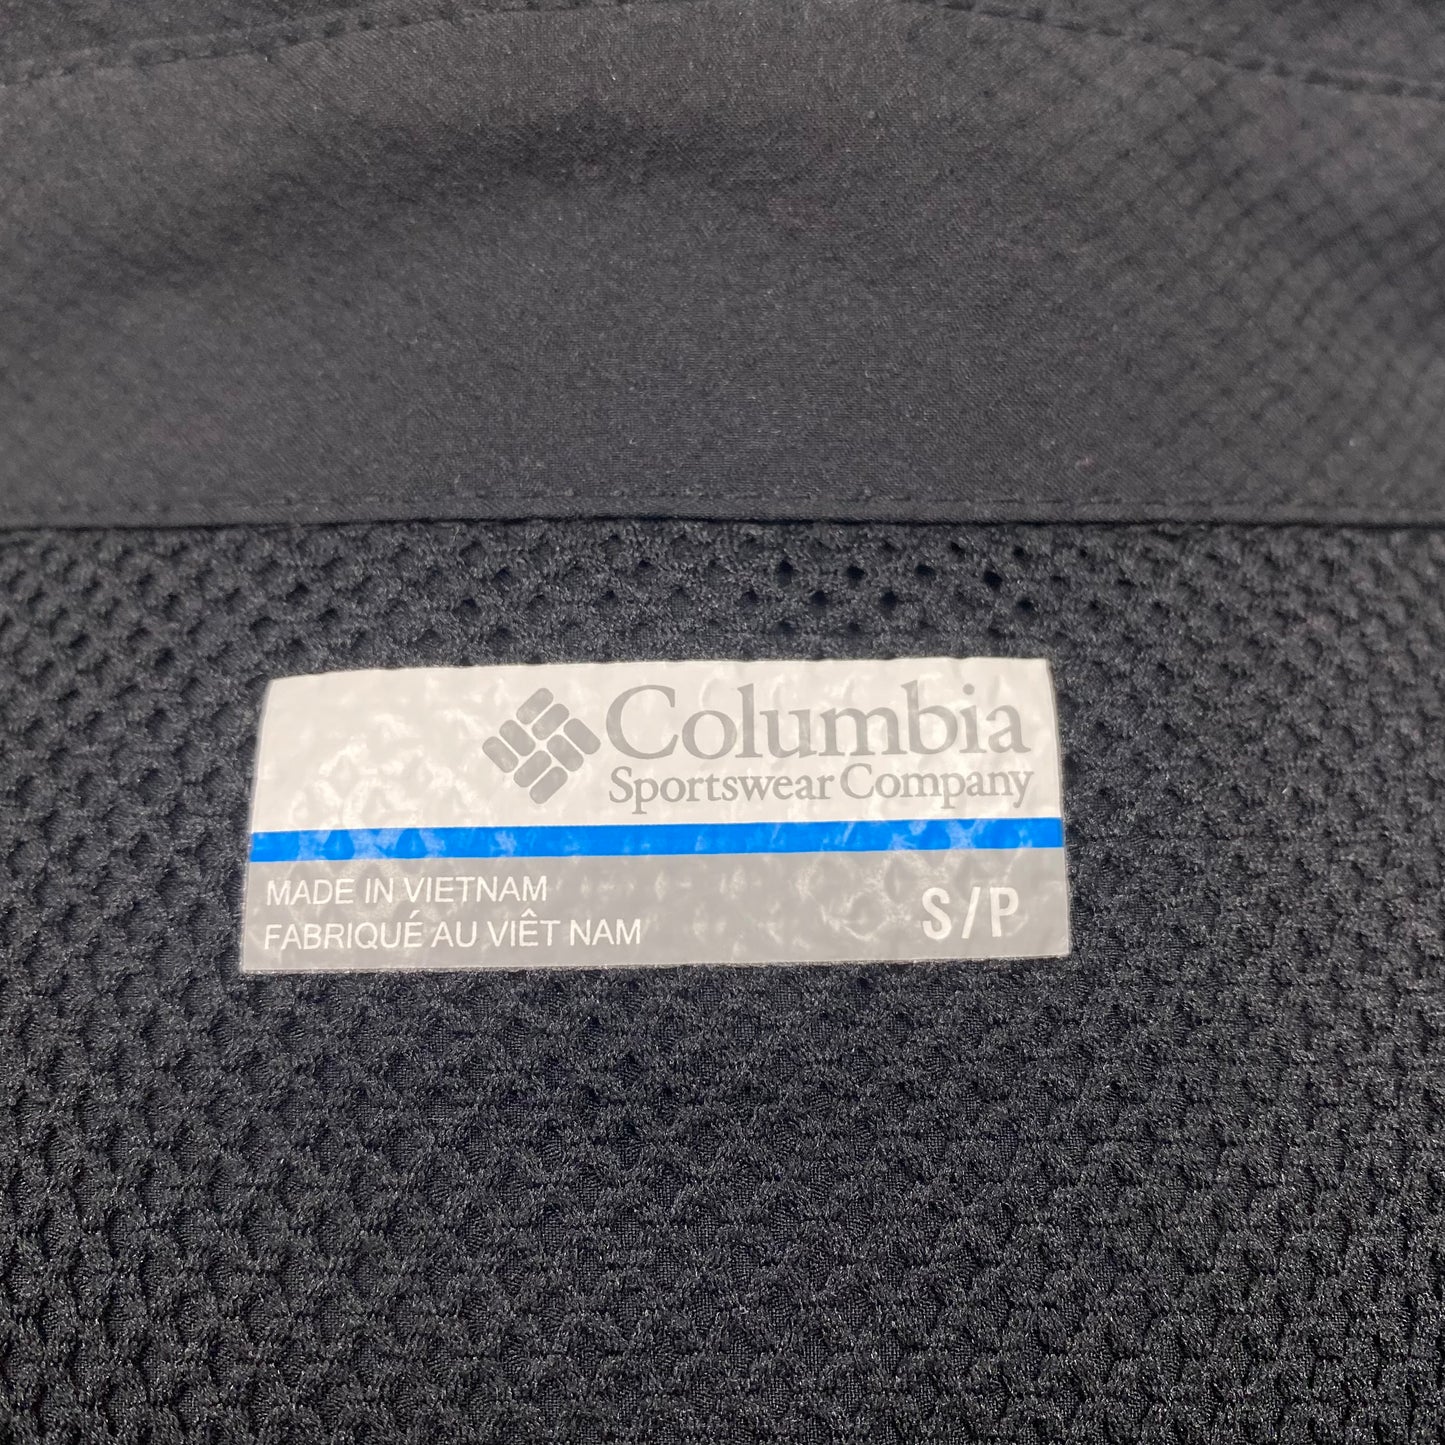 Columbia
Sportswear Company
MADE IN VIETNAM
FABRIQUÉ AU VIÊT NAM
S/P